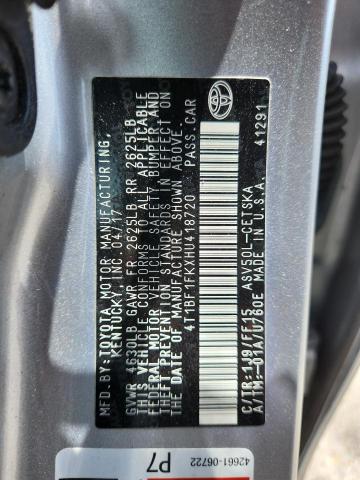 MFD.BY:TOYOTA MOTOR MANUFACTURING,
KENTUCKY, INC. 04/17
GVWR 4630LB GAWR FR 2625LB RR 2625LB
THIS VEHICLE CONFORMS TO ALL APPLICABLE
FEDERAL MOTOR VEHICLE SAFETY, BUMPER, AND
THEFT PREVENTION STANDARDS IN EFFECT ON
THE DATE OF MANUFACTURE SHOWN ABOVE.
4T1BF1FKXHU418720 PASS.CAR
C/TR:1J9/FF15 ASV50L-CETSKA
A/TM:-01A/U760E MADE IN U.S.A. 41291
42661-06722
P7